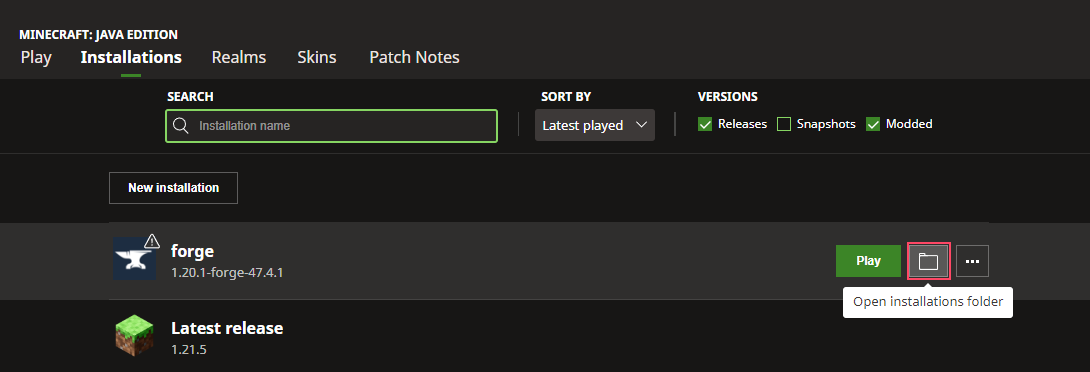 MINECRAFT: JAVA EDITION
Play Installations Realms Skins Patch Notes
SEARCH SORT BY VERSIONS
Installation name Latest played Releases Snapshots Modded
New installation
forge
1.20.1-forge-47.4.1
Play
Open installations folder
Latest release
1.21.5